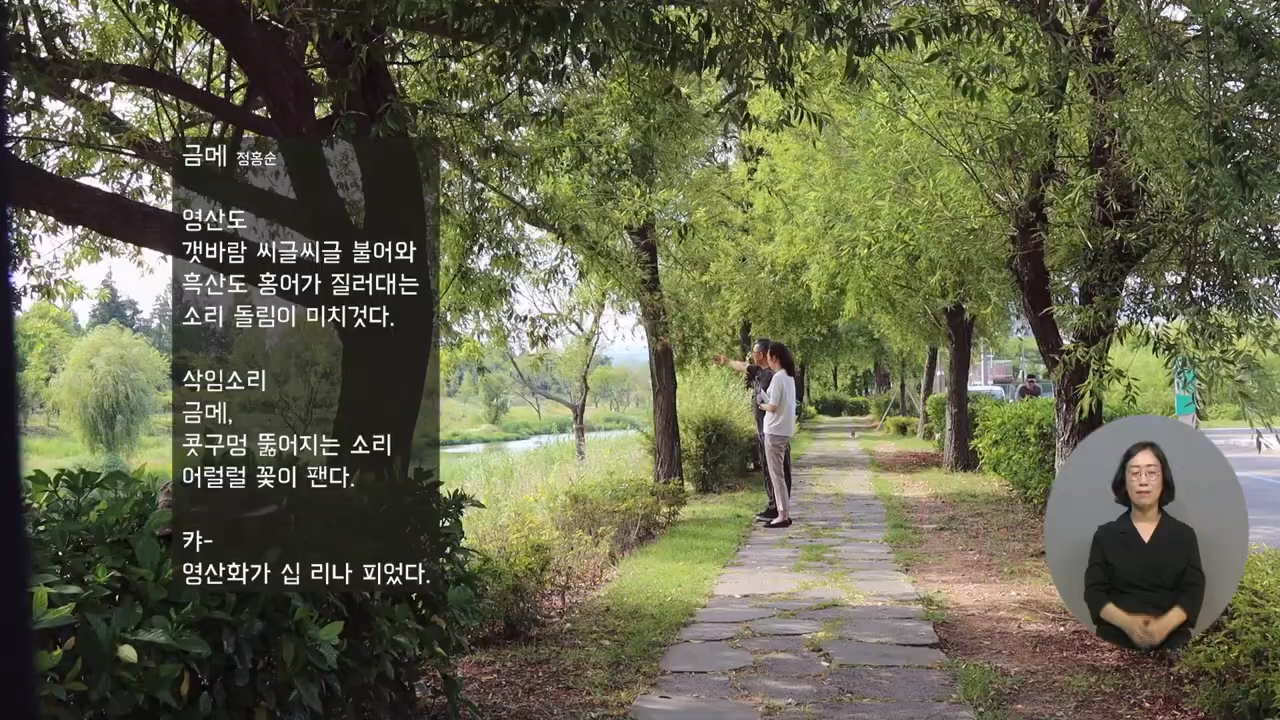 금메 정홍순
영산도
갯바람 씨글씨글 불어와
흑산도 홍어가 질러대는
소리 돌림이 미치겄다.
삭임소리
금메,
콧구멍 뚫어지는 소리
어럴럴 꽃이 팬다.
캬-
영산화가 십 리나 피었다.